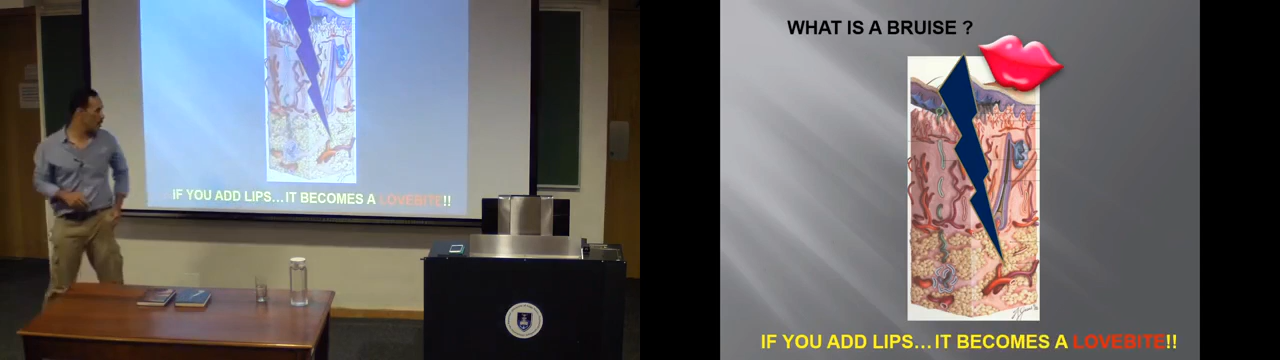 IF YOU ADD LIPS...IT BECOMES A LOVEBITE!!
WHAT IS A BRUISE ?
IF YOU ADD LIPS...IT BECOMES A LOVEBITE!!